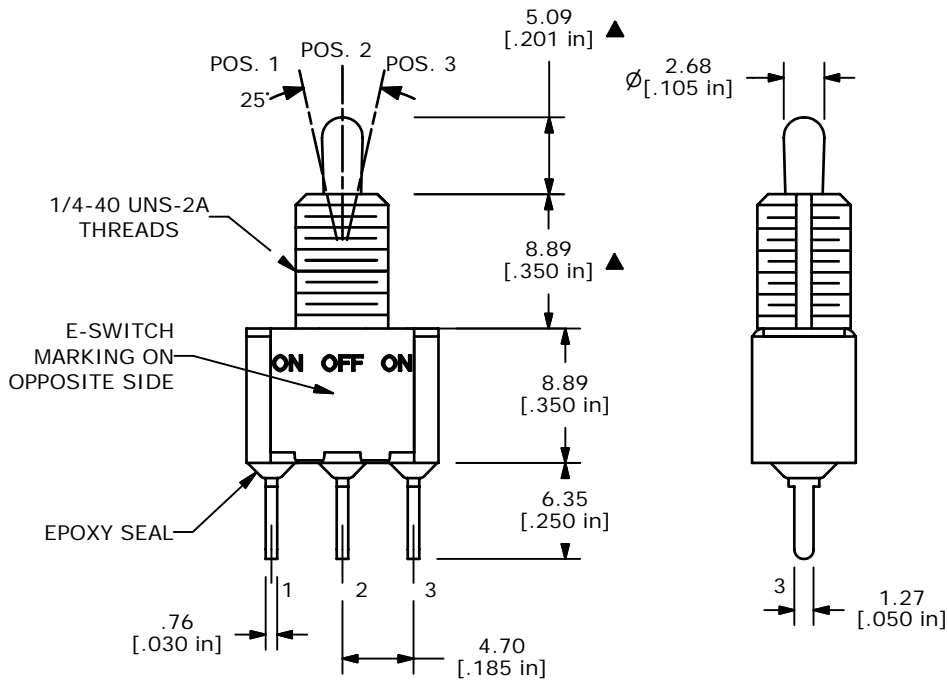 5.09
[.201 in] ▲
POS. 1
POS. 2
POS. 3
25°
Ø 2.68
[.105 in]
1/4-40 UNS-2A
THREADS
8.89
[.350 in] ▲
E-SWITCH
MARKING ON
OPPOSITE SIDE
ON OFF ON
8.89
[.350 in]
EPOXY SEAL
6.35
[.250 in]
1
2
3
.76
[.030 in]
4.70
[.185 in]
3
1.27
[.050 in]